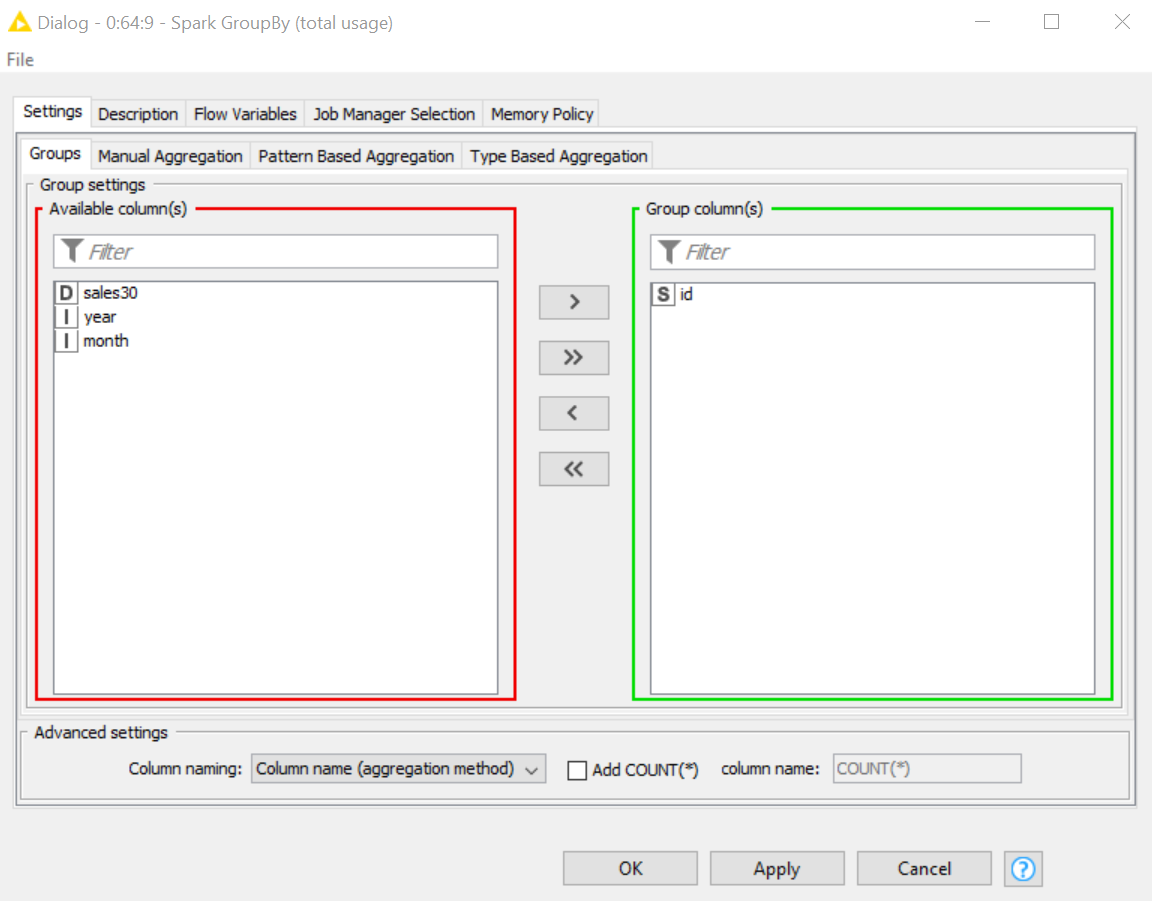 Dialog - 0:64:9 - Spark GroupBy (total usage)
File
Settings Description Flow Variables Job Manager Selection Memory Policy
Groups Manual Aggregation Pattern Based Aggregation Type Based Aggregation
Group settings
Available column(s)
Filter
D sales30
I year
I month
>
>>
<
<<
Group column(s)
Filter
S id
Advanced settings
Column naming: Column name (aggregation method) Add COUNT(*) column name: COUNT(*)
OK Apply Cancel ?